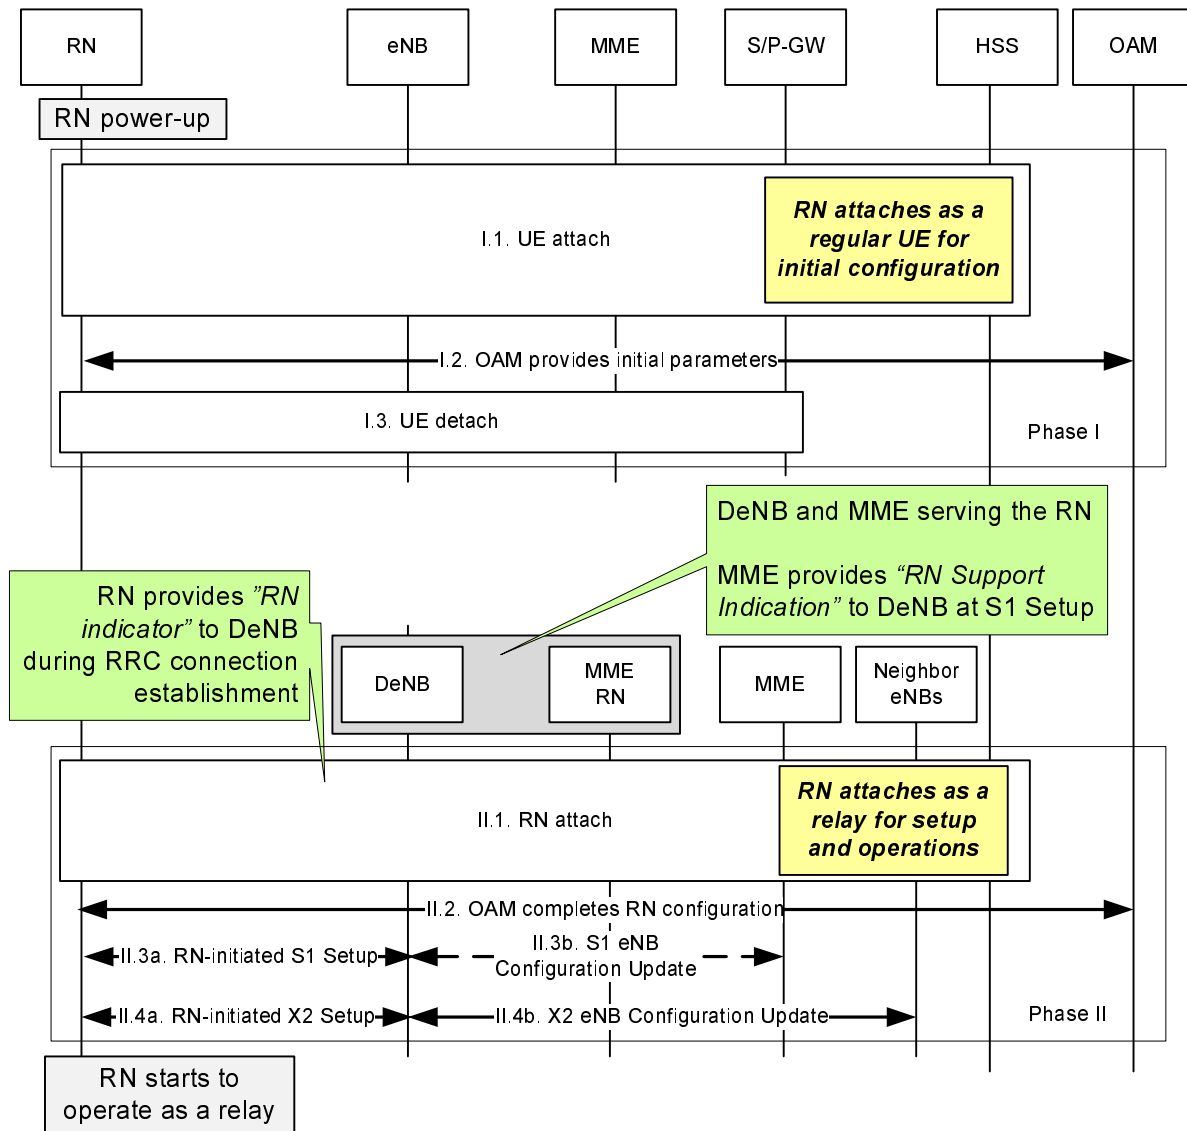 RN
eNB
MME
S/P-GW
HSS
OAM
RN power-up
I.1. UE attach
RN attaches as a
regular UE for
initial configuration
I.2. OAM provides initial parameters
I.3. UE detach
Phase I
DeNB and MME serving the RN
MME provides “RN Support
Indication” to DeNB at S1 Setup
RN provides ”RN
indicator” to DeNB
during RRC connection
establishment
DeNB
MME
RN
MME
Neighbor
eNBs
II.1. RN attach
RN attaches as a
relay for setup
and operations
II.2. OAM completes RN configuration
II.3a. RN-initiated S1 Setup
II.3b. S1 eNB
Configuration Update
II.4a. RN-initiated X2 Setup
II.4b. X2 eNB Configuration Update
Phase II
RN starts to
operate as a relay